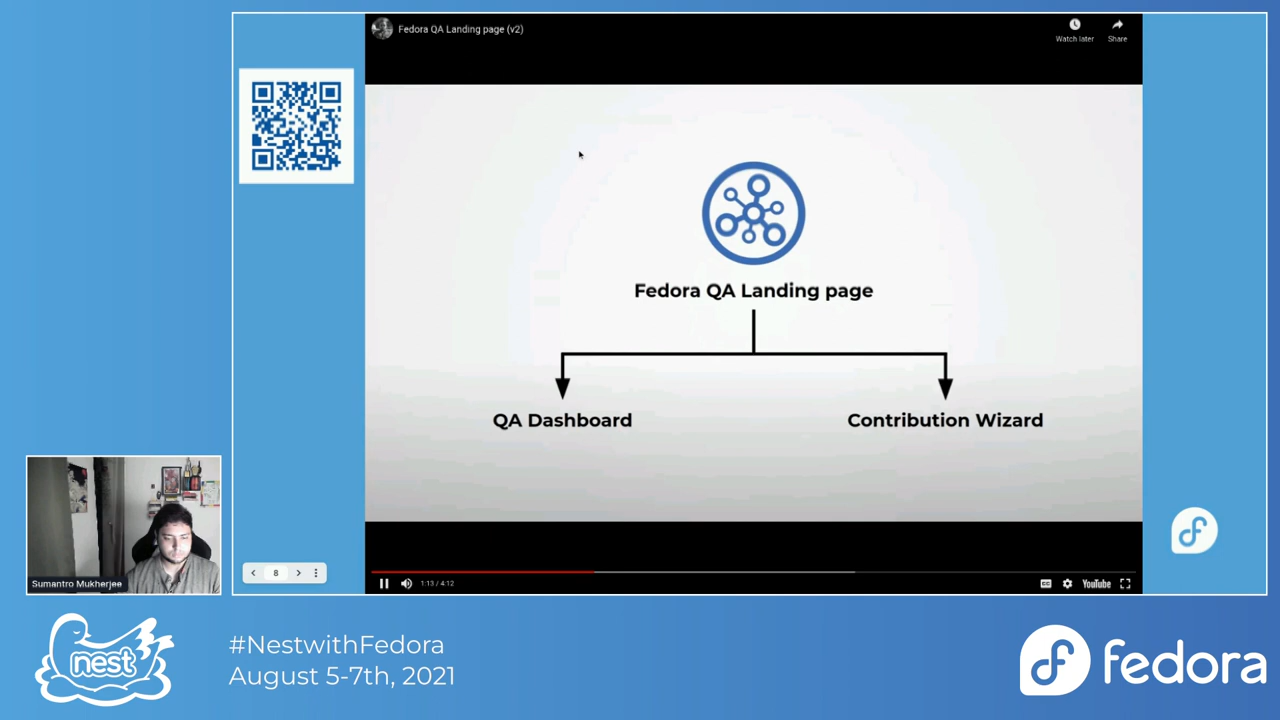 Fedora QA Landing page (v2)
Watch later
Share
Fedora QA Landing page
QA Dashboard
Contribution Wizard
Sumantro Mukherjee
8
1:13 / 4:12
CC
YouTube
nest
#NestwithFedora
August 5-7th, 2021
fedora